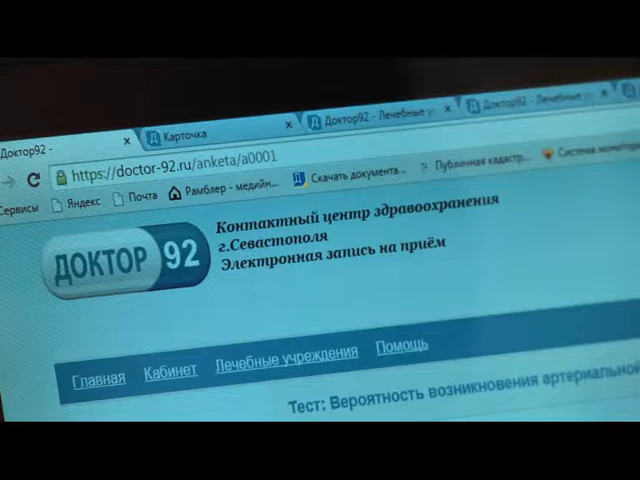 Доктор92 -
Карточка
Доктор92 - Лечебные у
Доктор92 - Лечебные
https://doctor-92.ru/anketa/a0001
Сервисы Яндекс Почта Рамблер - медийн... Скачать документа... Публичная кадастр... Система монитори
ДОКТОР 92
Контактный центр здравоохранения
г.Севастополя
Электронная запись на приём
Главная Кабинет Лечебные учреждения Помощь
Тест: Вероятность возникновения артериальной